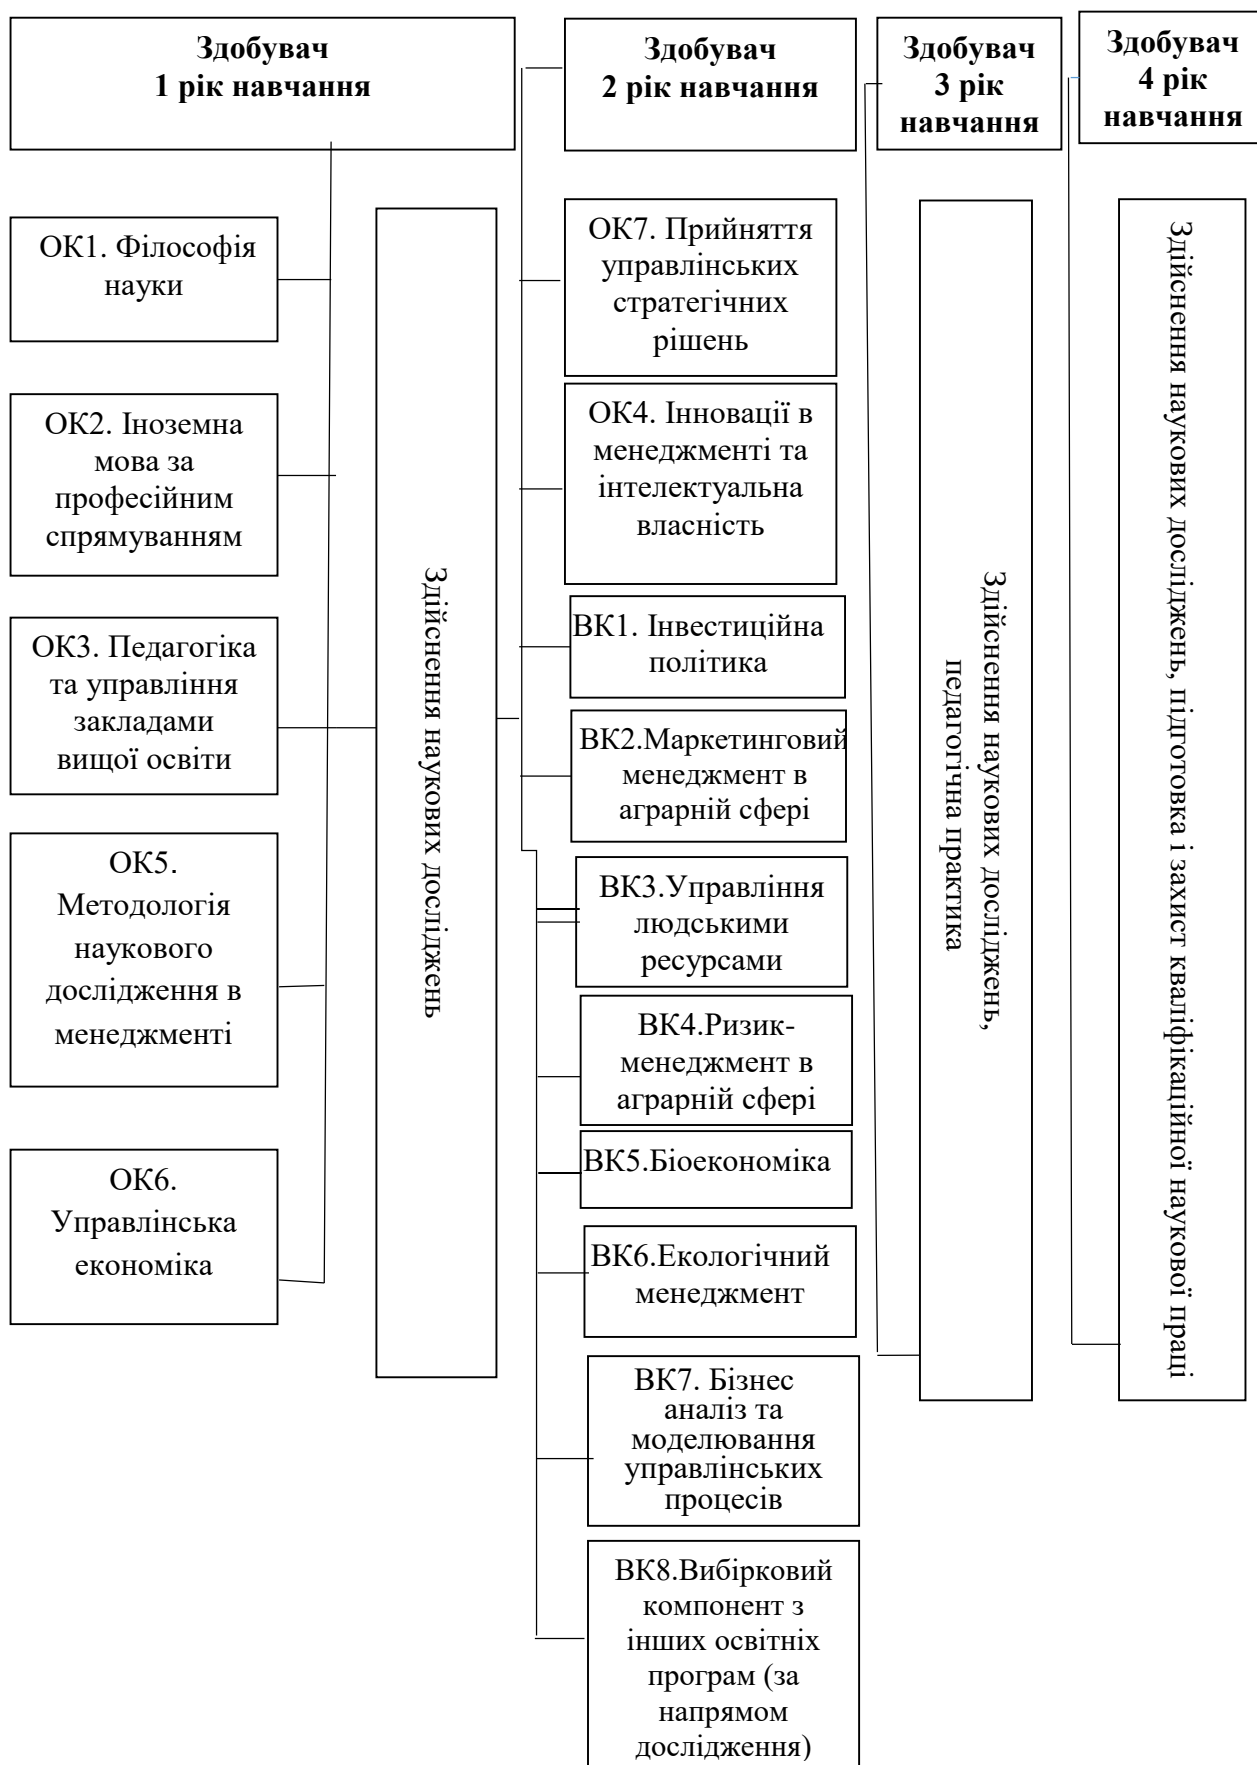 Здобувач
1 рік навчання
ОК1. Філософія
науки
ОК2. Іноземна
мова за
професійним
спрямуванням
ОК3. Педагогіка
та управління
закладами
вищої освіти
ОК5.
Методологія
наукового
дослідження в
менеджменті
ОК6.
Управлінська
економіка
Здійснення наукових досліджень
Здобувач
2 рік навчання
ОК7. Прийняття
управлінських
стратегічних
рішень
ОК4. Інновації в
менеджменті та
інтелектуальна
власність
ВК1. Інвестиційна
політика
ВК2.Маркетинговий
менеджмент в
аграрній сфері
ВК3.Управління
людськими
ресурсами
ВК4.Ризик-
менеджмент в
аграрній сфері
ВК5.Біоекономіка
ВК6.Екологічний
менеджмент
ВК7. Бізнес
аналіз та
моделювання
управлінських
процесів
ВК8.Вибірковий
компонент з
інших освітніх
програм (за
напрямом
дослідження)
Здобувач
3 рік
навчання
Здійснення наукових досліджень,
педагогічна практика
Здобувач
4 рік
навчання
Здійснення наукових досліджень, підготовка і захист кваліфікаційної наукової праці